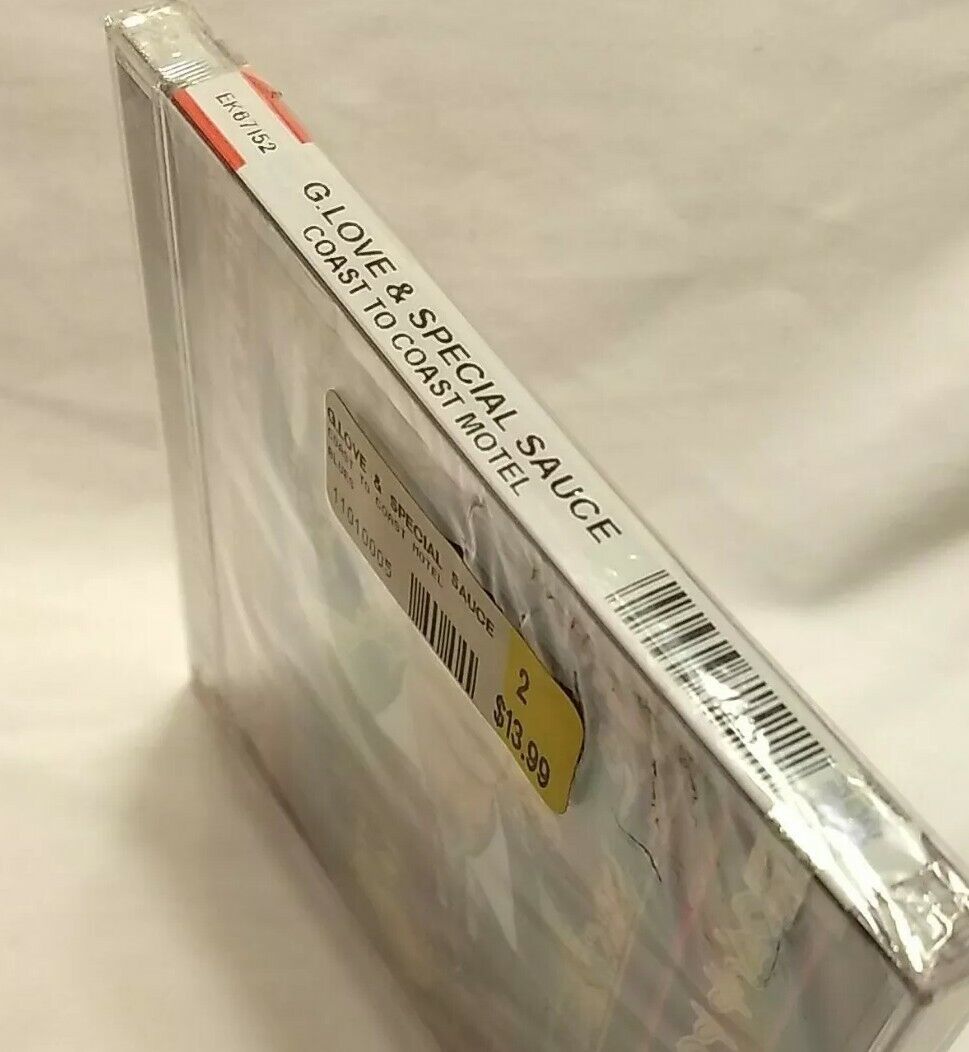 EK67152
G.LOVE & SPECIAL SAUCE
COAST TO COAST MOTEL
G.LOVE & SPECIAL SAUCE
COAST TO COAST MOTEL
BLUES
11010005
2
$13.99